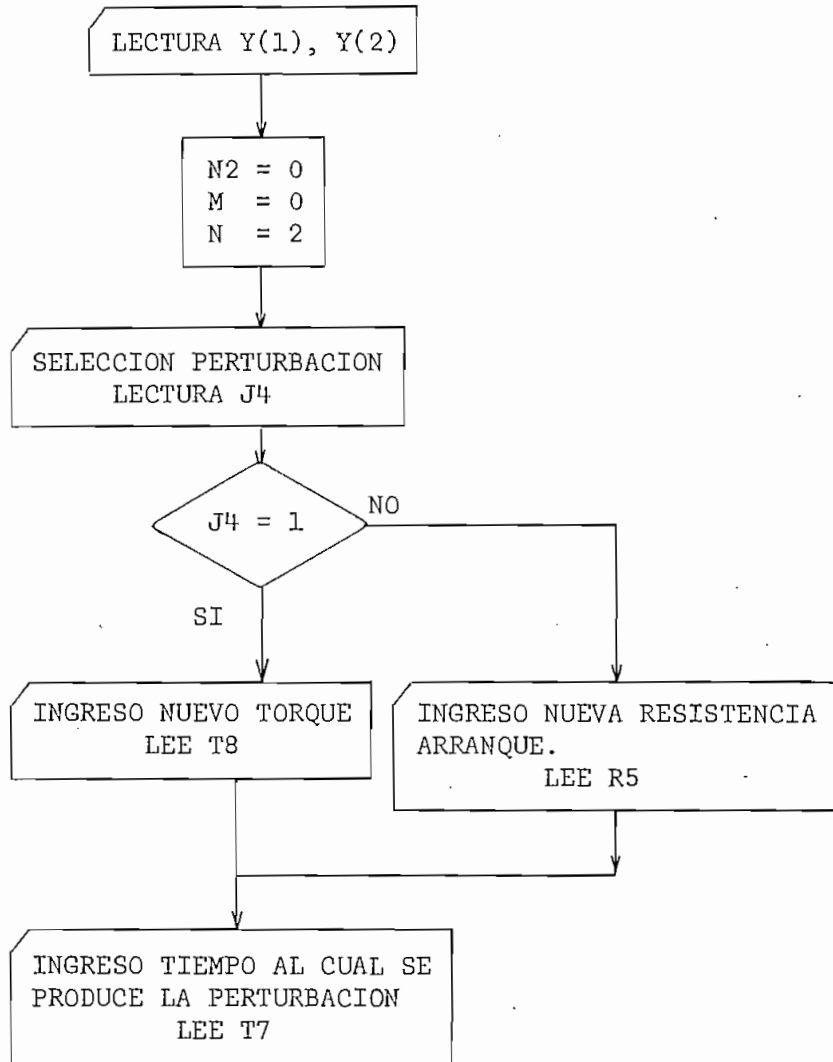 LECTURA Y(1), Y(2)
N2 = 0
M = 0
N = 2
SELECCION PERTURBACION
LECTURA J4
J4 = 1
NO
SI
INGRESO NUEVO TORQUE
LEE T8
INGRESO NUEVA RESISTENCIA
ARRANQUE.
LEE R5
INGRESO TIEMPO AL CUAL SE
PRODUCE LA PERTURBACION
LEE T7